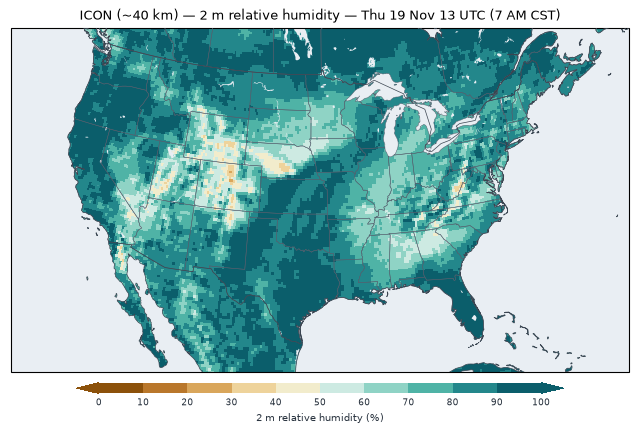 ICON (~40 km) — 2 m relative humidity — Thu 19 Nov 13 UTC (7 AM CST)
0 10 20 30 40 50 60 70 80 90 100
2 m relative humidity (%)